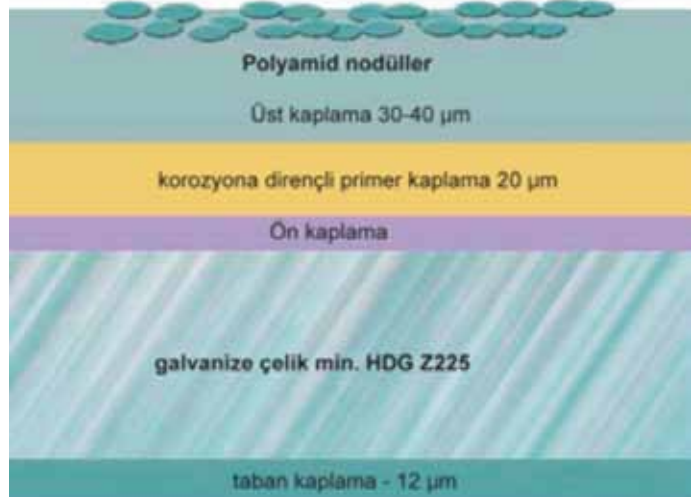 Polyamid nodüller
Üst kaplama 30-40 µm
korozyona dirençli primer kaplama 20 µm
Ön kaplama
galvanize çelik min. HDG Z225
taban kaplama - 12 µm